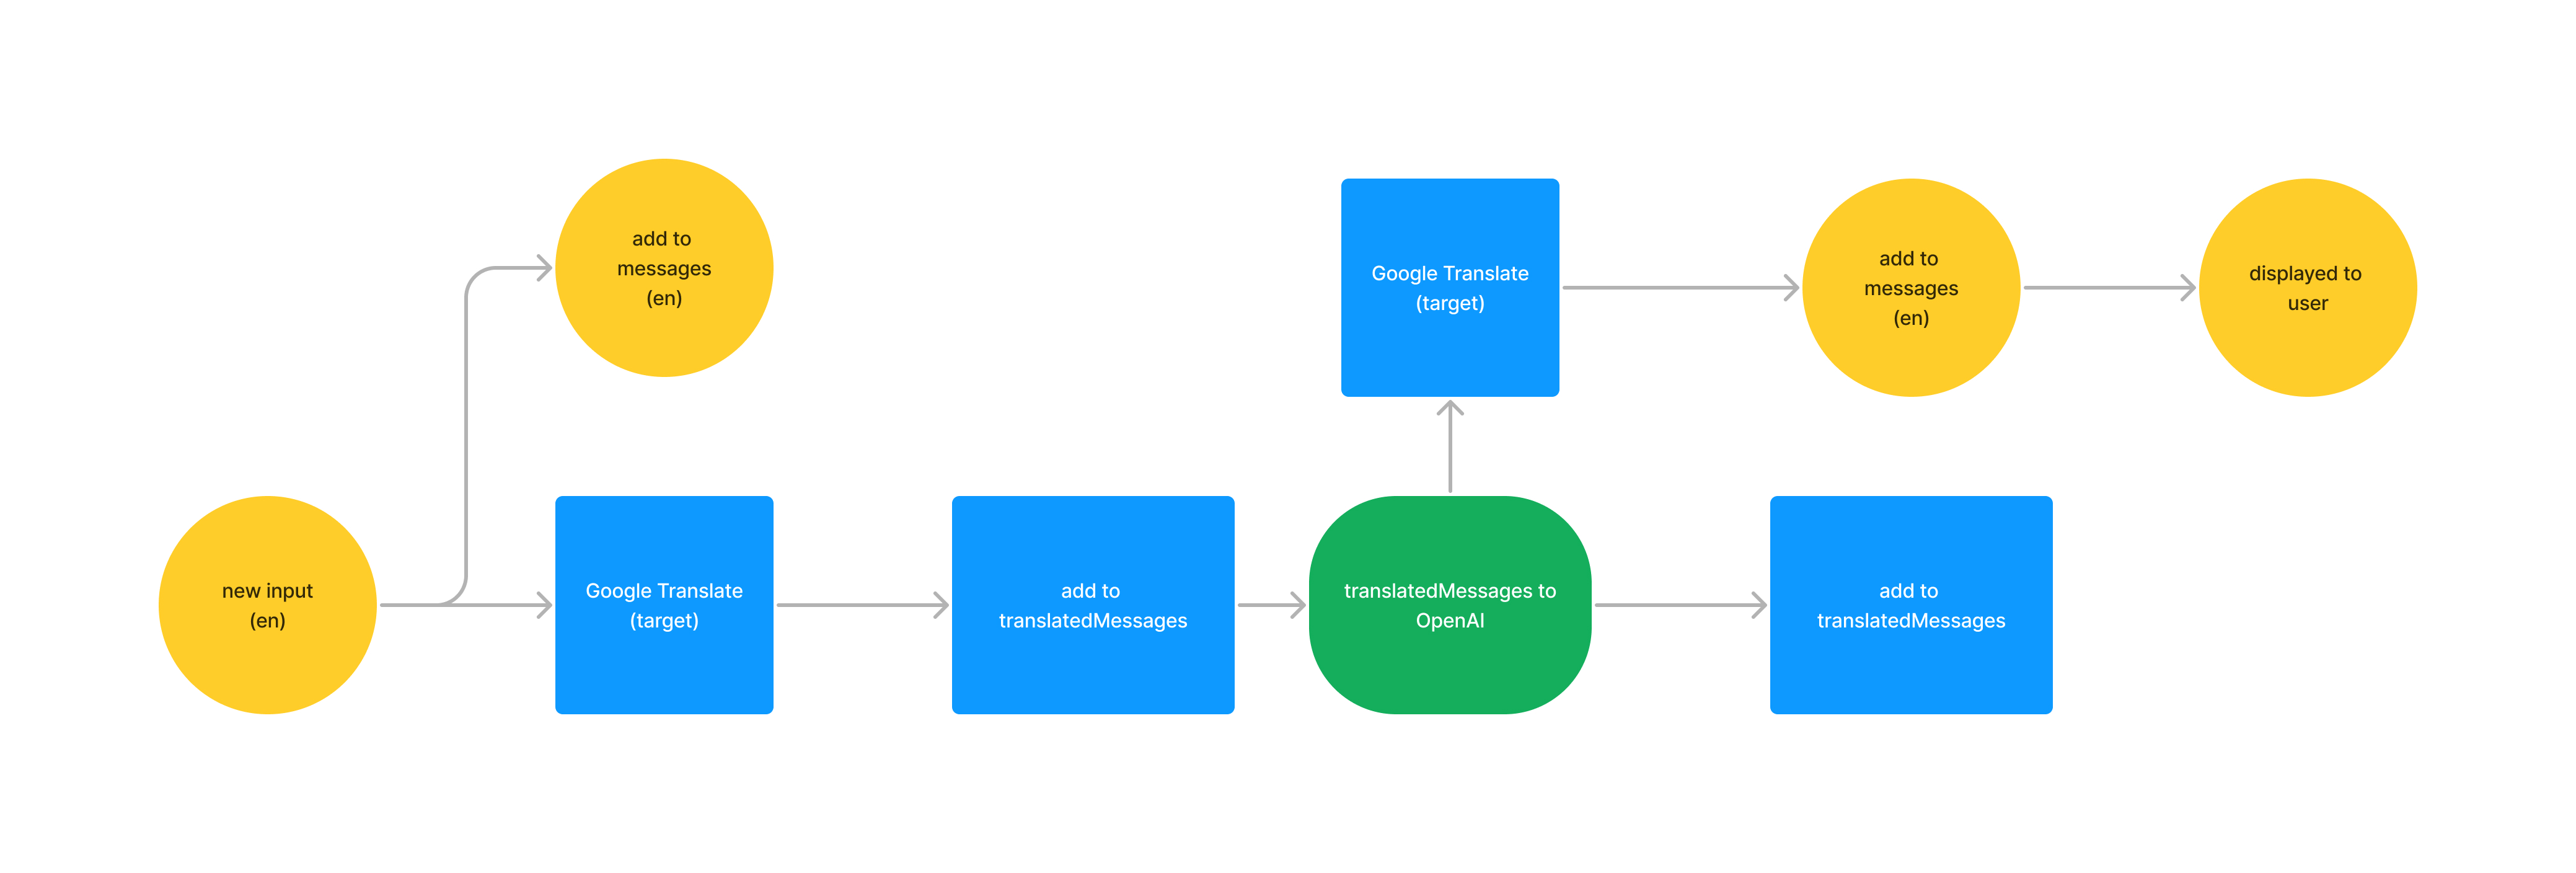 add to
messages
(en)
Google Translate
(target)
add to
messages
(en)
displayed to
user
new input
(en)
Google Translate
(target)
add to
translatedMessages
translatedMessages to
OpenAI
add to
translatedMessages